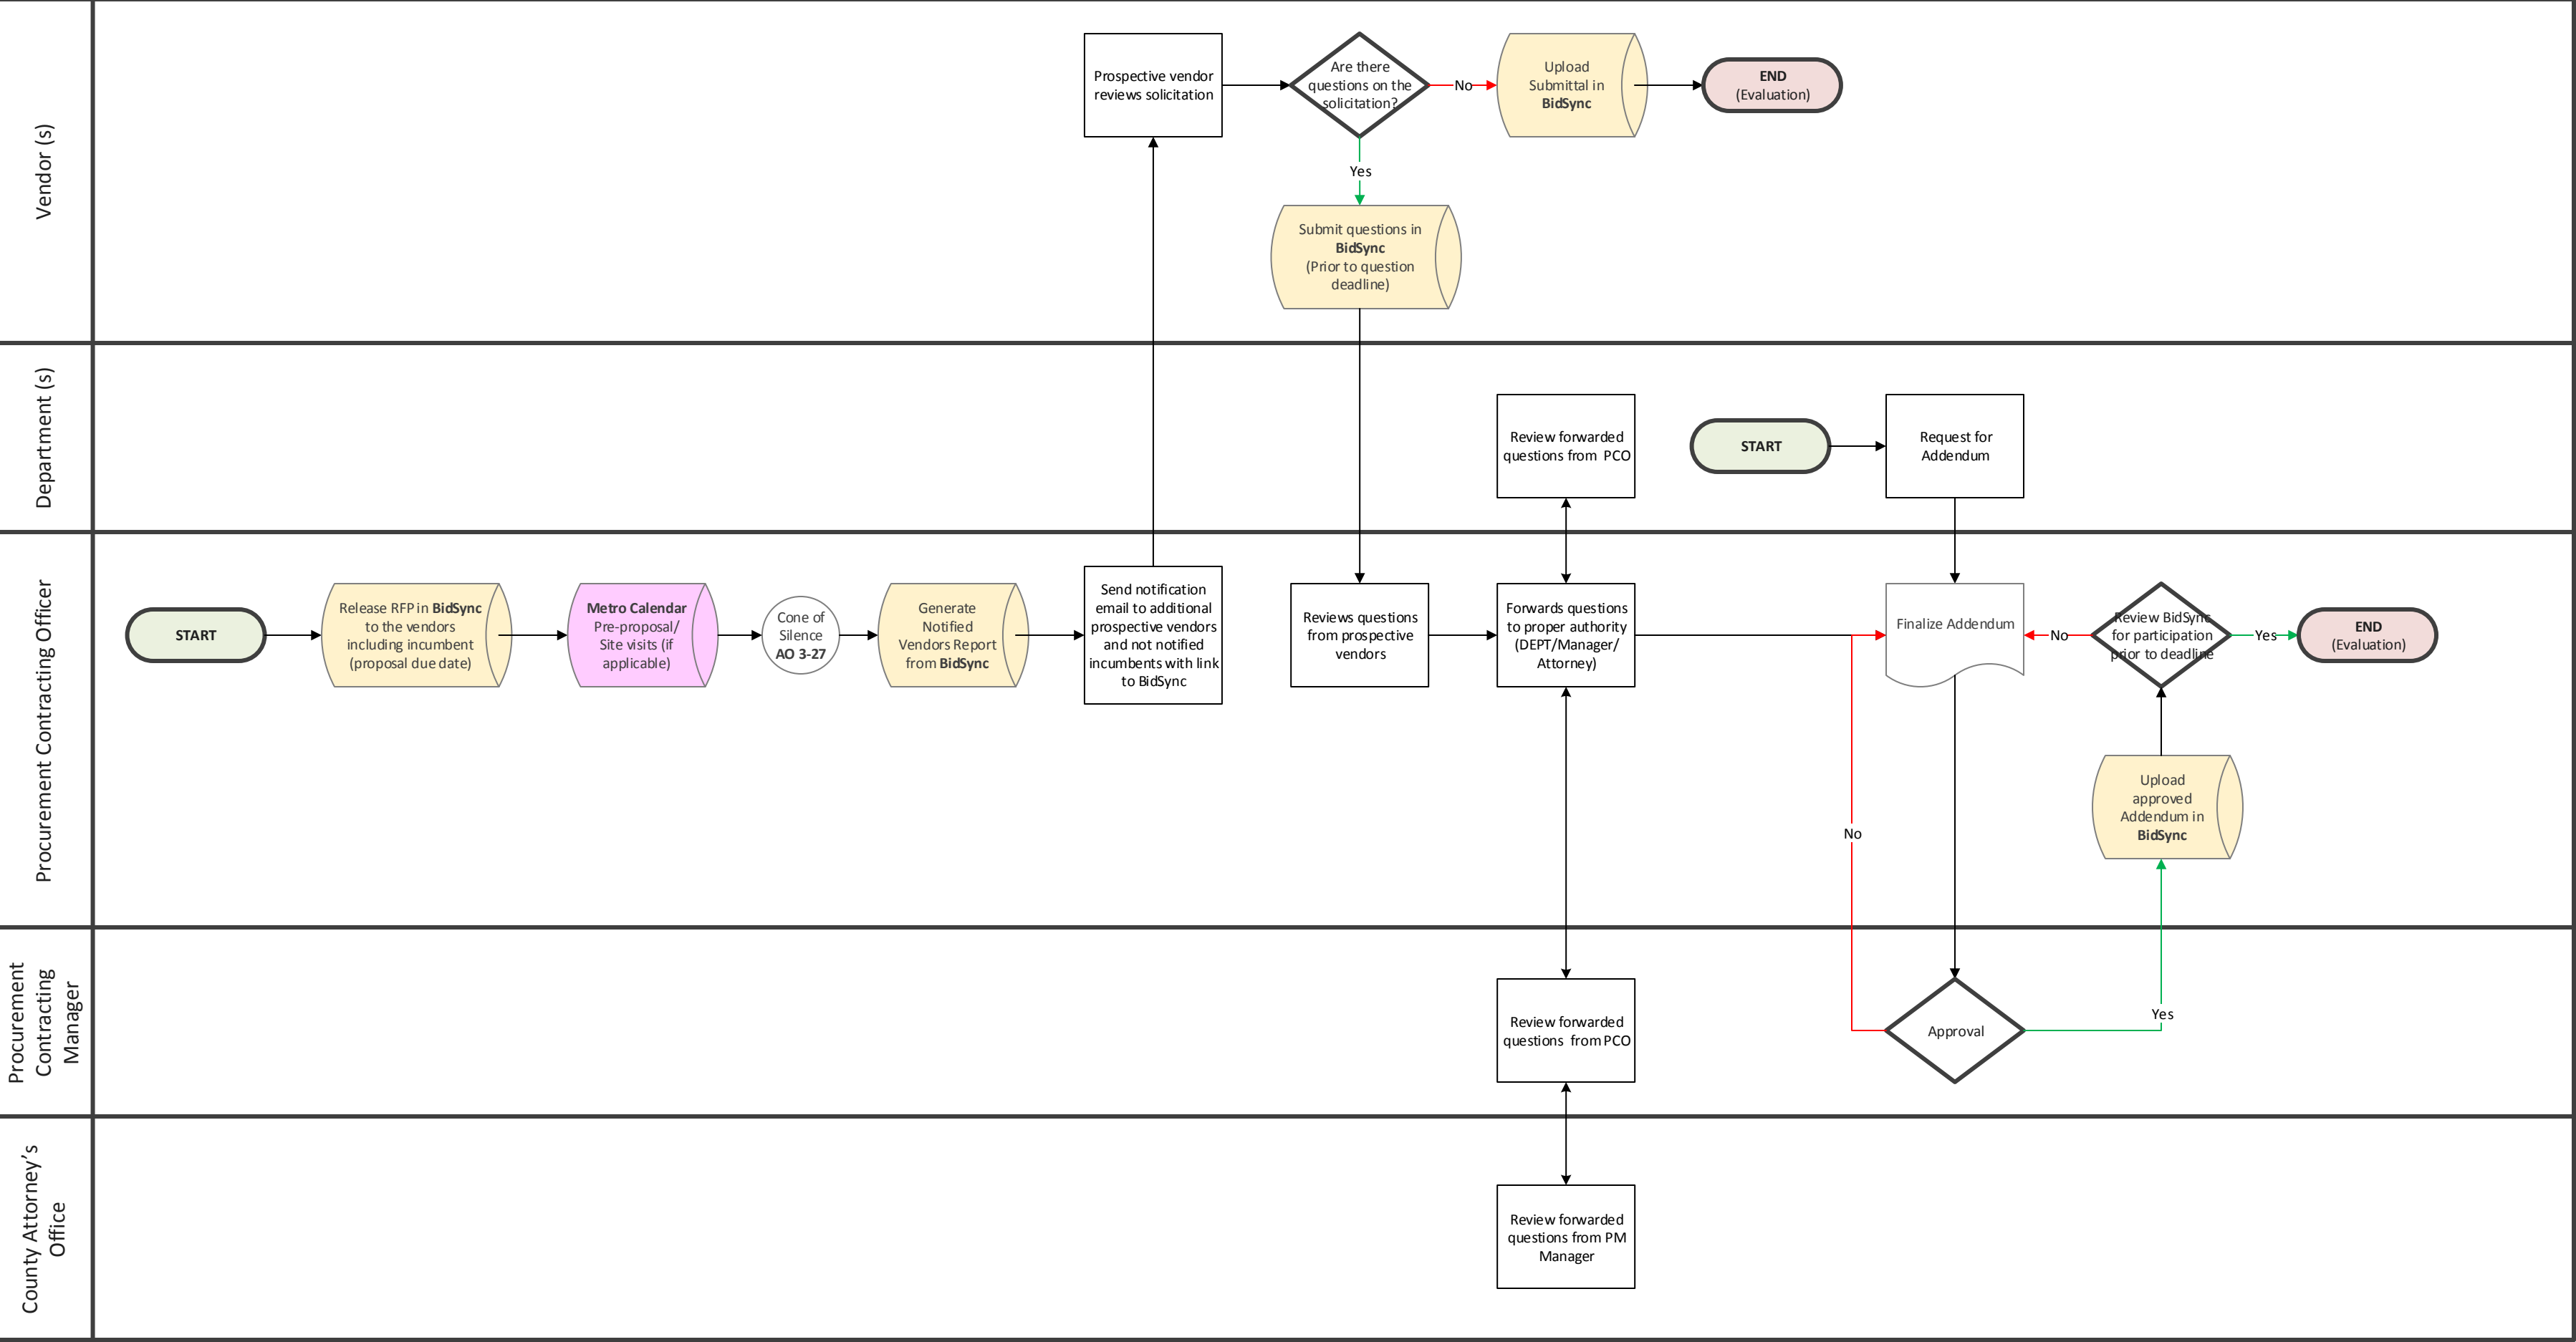 Vendor (s)
Prospective vendor
reviews solicitation
Are there
questions on the
solicitation?
No
Upload
Submittal in
BidSync
END
(Evaluation)
Yes
Submit questions in
BidSync
(Prior to question
deadline)
Department (s)
Review forwarded
questions from PCO
START
Request for
Addendum
Procurement Contracting Officer
START
Release RFP in BidSync
to the vendors
including incumbent
(proposal due date)
Metro Calendar
Pre-proposal/
Site visits (if
applicable)
Cone of
Silence
AO 3-27
Generate
Notified
Vendors Report
from BidSync
Send notification
email to additional
prospective vendors
and not notified
incumbents with link
to BidSync
Reviews questions
from prospective
vendors
Forwards questions
to proper authority
(DEPT/Manager/
Attorney)
Finalize Addendum
No
Review BidSync
for participation
prior to deadline
Yes
END
(Evaluation)
No
Upload
approved
Addendum in
BidSync
Procurement
Contracting
Manager
Review forwarded
questions from PCO
Approval
Yes
County Attorney's
Office
Review forwarded
questions from PM
Manager